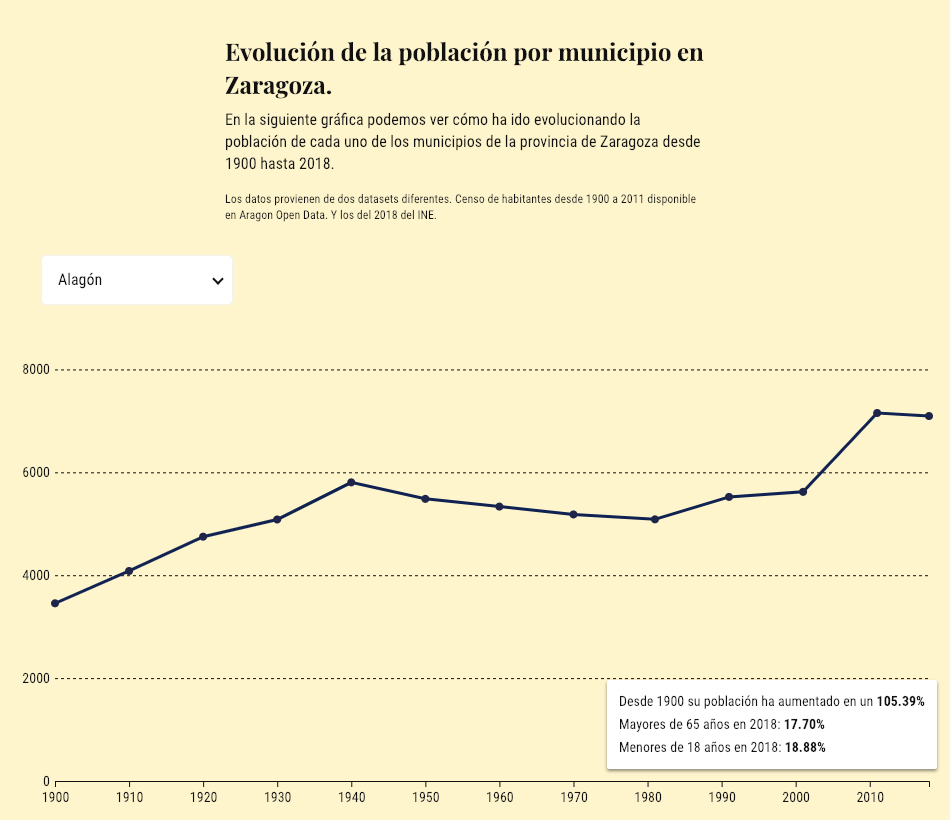 Evolución de la población por municipio en
Zaragoza.
En la siguiente gráfica podemos ver cómo ha ido evolucionando la
población de cada uno de los municipios de la provincia de Zaragoza desde
1900 hasta 2018.
Los datos provienen de dos datasets diferentes. Censo de habitantes desde 1900 a 2011 disponible
en Aragon Open Data. Y los del 2018 del INE.
Alagón
8000
6000
4000
2000
Desde 1900 su población ha aumentado en un 105.39%
Mayores de 65 años en 2018: 17.70%
Menores de 18 años en 2018: 18.88%
0
1900 1910 1920 1930 1940 1950 1960 1970 1980 1990 2000 2010